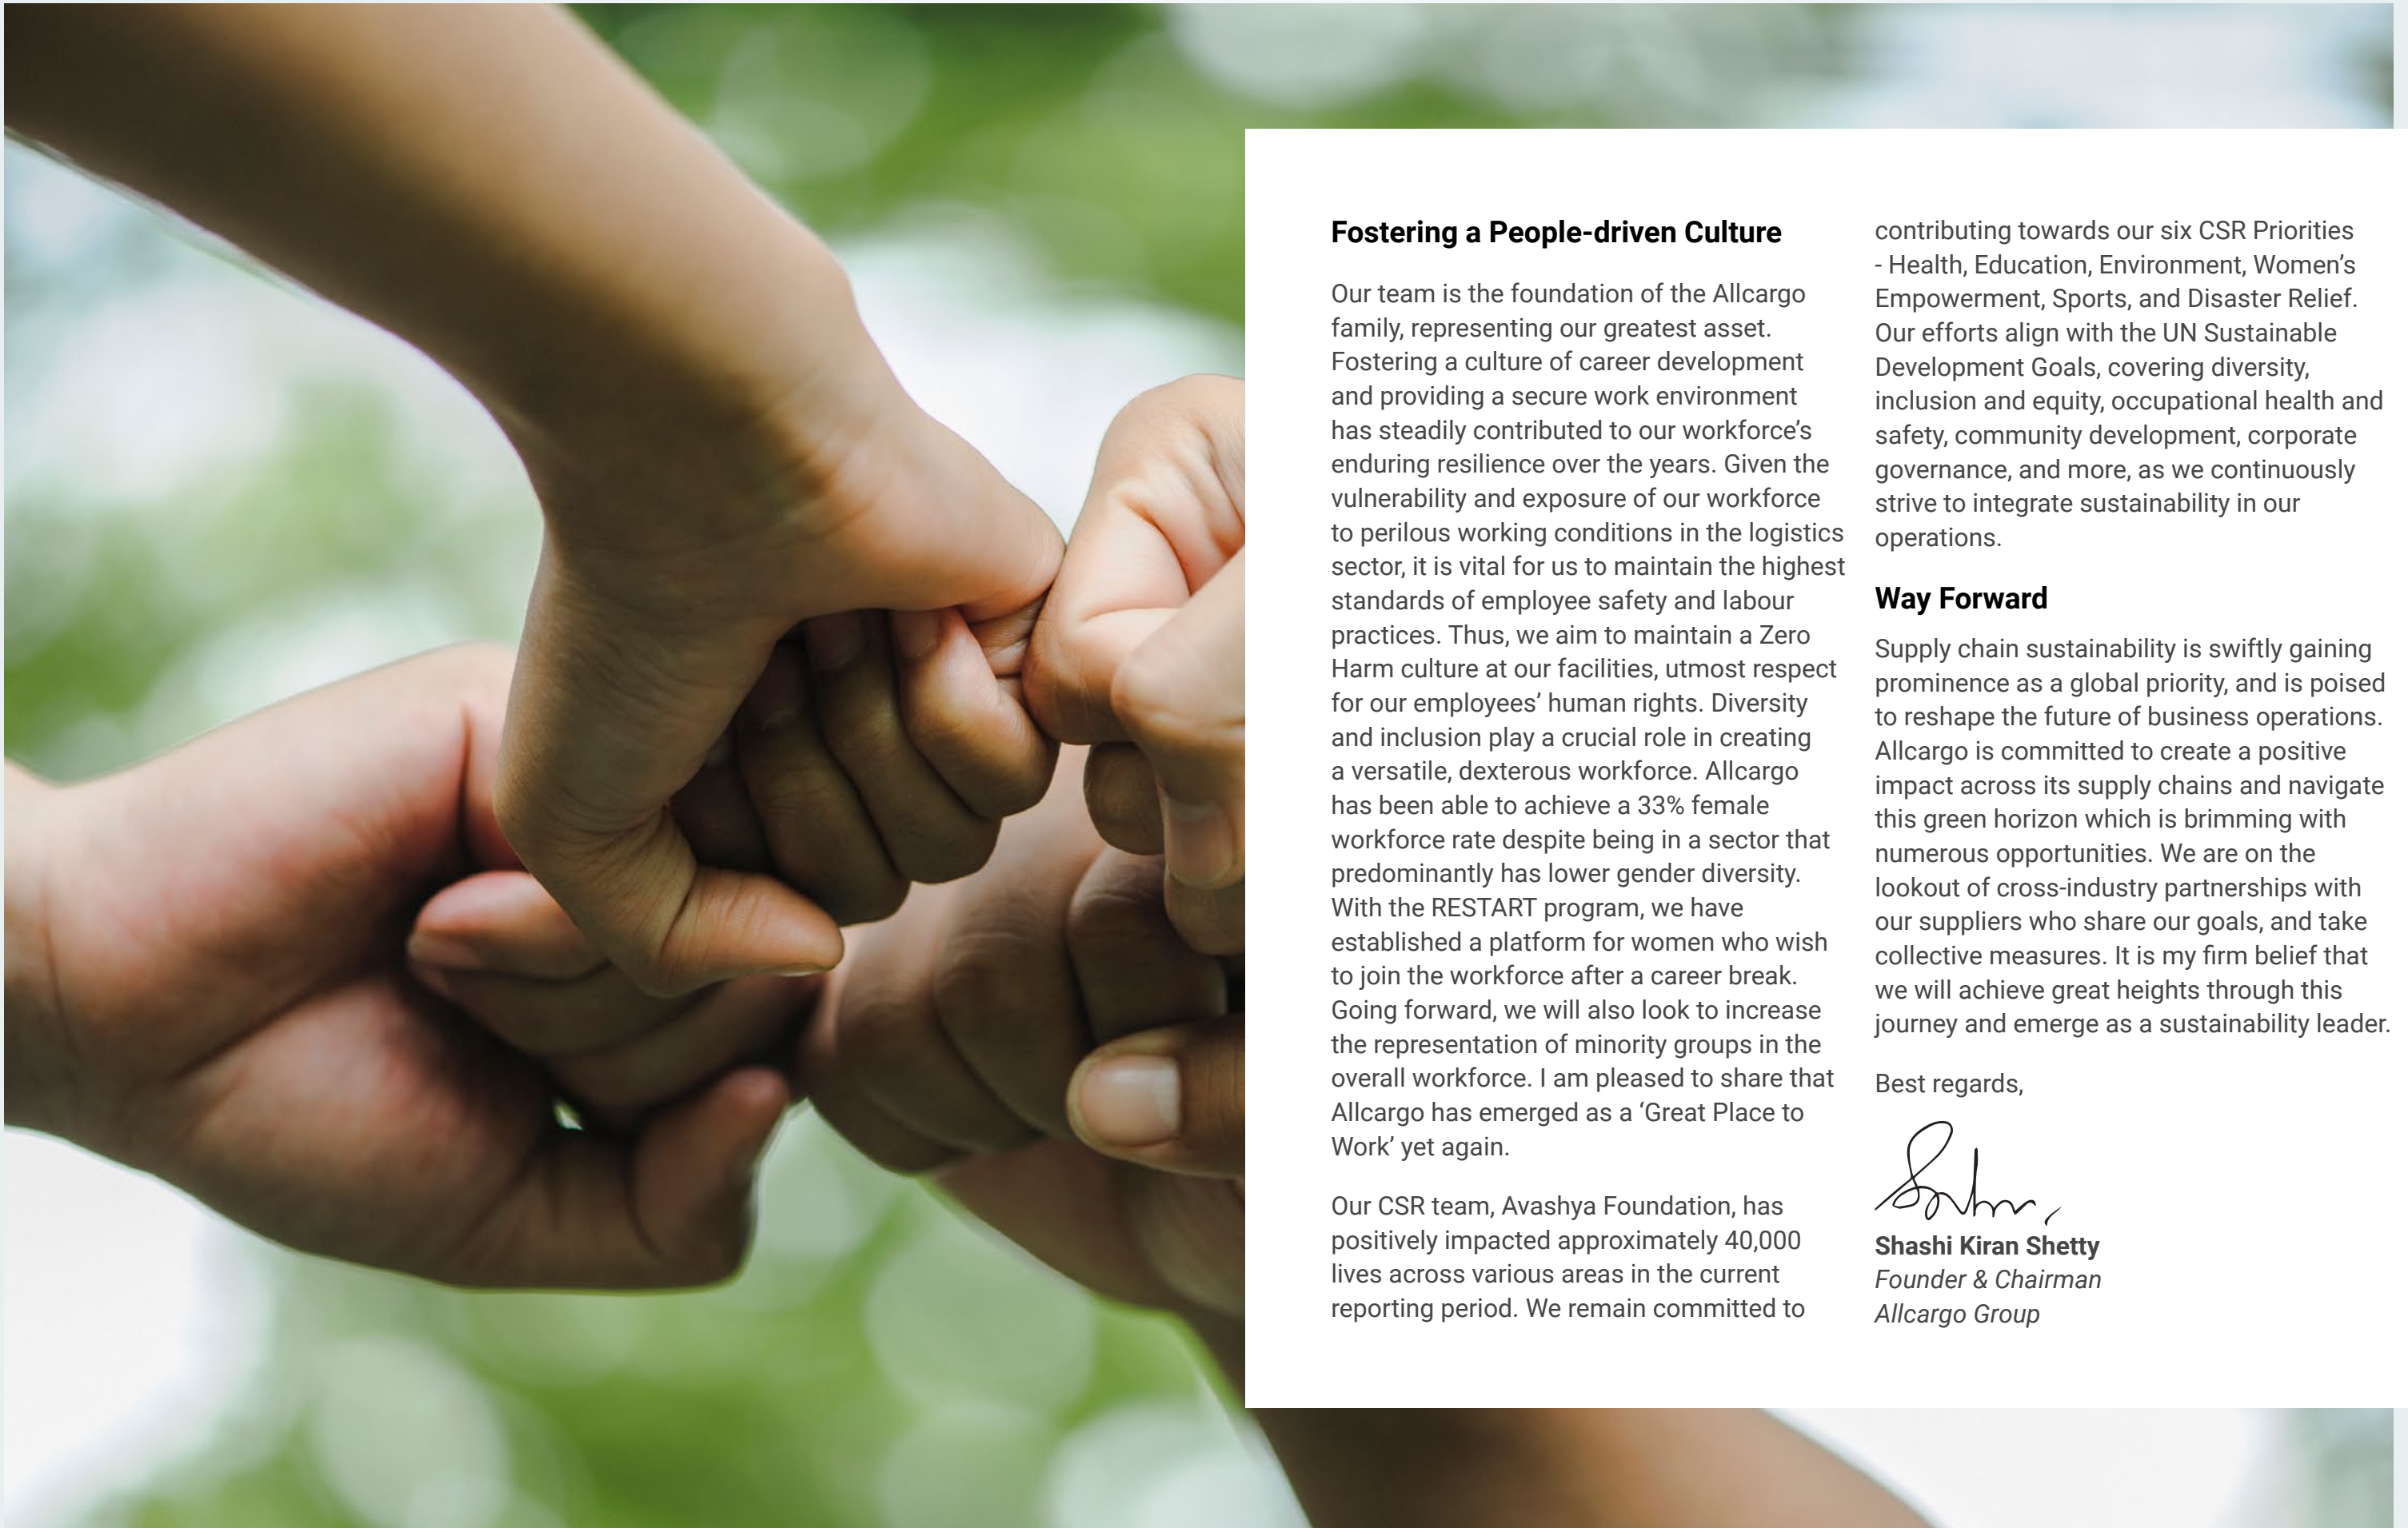 Fostering a People-driven Culture
Our team is the foundation of the Allcargo
family, representing our greatest asset.
Fostering a culture of career development
and providing a secure work environment
has steadily contributed to our workforce’s
enduring resilience over the years. Given the
vulnerability and exposure of our workforce
to perilous working conditions in the logistics
sector, it is vital for us to maintain the highest
standards of employee safety and labour
practices. Thus, we aim to maintain a Zero
Harm culture at our facilities, utmost respect
for our employees’ human rights. Diversity
and inclusion play a crucial role in creating
a versatile, dexterous workforce. Allcargo
has been able to achieve a 33% female
workforce rate despite being in a sector that
predominantly has lower gender diversity.
With the RESTART program, we have
established a platform for women who wish
to join the workforce after a career break.
Going forward, we will also look to increase
the representation of minority groups in the
overall workforce. I am pleased to share that
Allcargo has emerged as a ‘Great Place to
Work’ yet again.
Our CSR team, Avashya Foundation, has
positively impacted approximately 40,000
lives across various areas in the current
reporting period. We remain committed to
contributing towards our six CSR Priorities
- Health, Education, Environment, Women’s
Empowerment, Sports, and Disaster Relief.
Our efforts align with the UN Sustainable
Development Goals, covering diversity,
inclusion and equity, occupational health and
safety, community development, corporate
governance, and more, as we continuously
strive to integrate sustainability in our
operations.
Way Forward
Supply chain sustainability is swiftly gaining
prominence as a global priority, and is poised
to reshape the future of business operations.
Allcargo is committed to create a positive
impact across its supply chains and navigate
this green horizon which is brimming with
numerous opportunities. We are on the
lookout of cross-industry partnerships with
our suppliers who share our goals, and take
collective measures. It is my firm belief that
we will achieve great heights through this
journey and emerge as a sustainability leader.
Best regards,
Shashi Kiran Shetty
Founder & Chairman
Allcargo Group